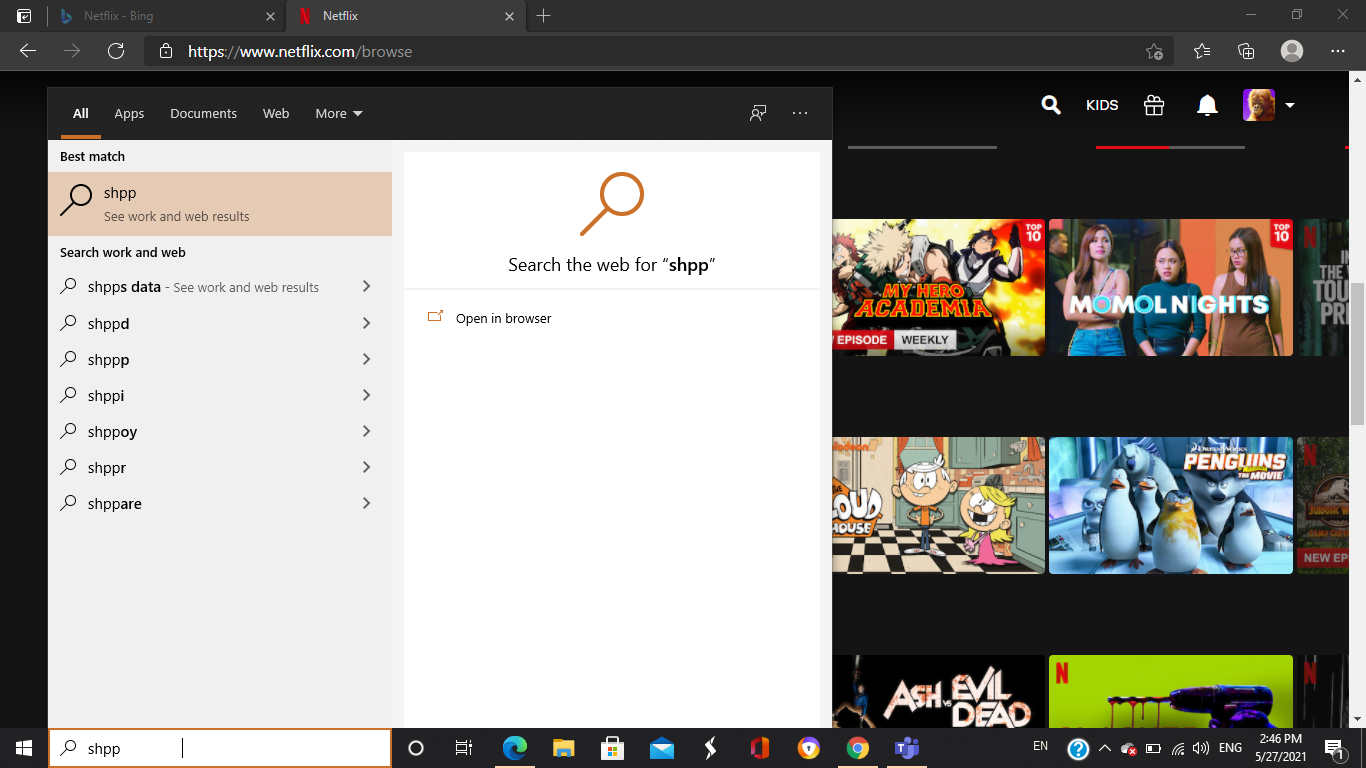 Netflix - Bing
Netflix
https://www.netflix.com/browse
All Apps Documents Web More
KIDS
Best match
shpp
See work and web results
Search work and web
shpps data - See work and web results
shppd
shppp
shppi
shppoy
shppr
shppare
Search the web for “shpp”
Open in browser
TOP 10
MY HERO ACADEMIA
EPISODE WEEKLY
TOP 10
MOMOL NIGHTS
THE LOUD HOUSE
DREAMWORKS
PENGUINS
THE MOVIE
JURASSIC
NEW EP
ASH VS EVIL DEAD
shpp
EN
ENG
2:46 PM
5/27/2021
1